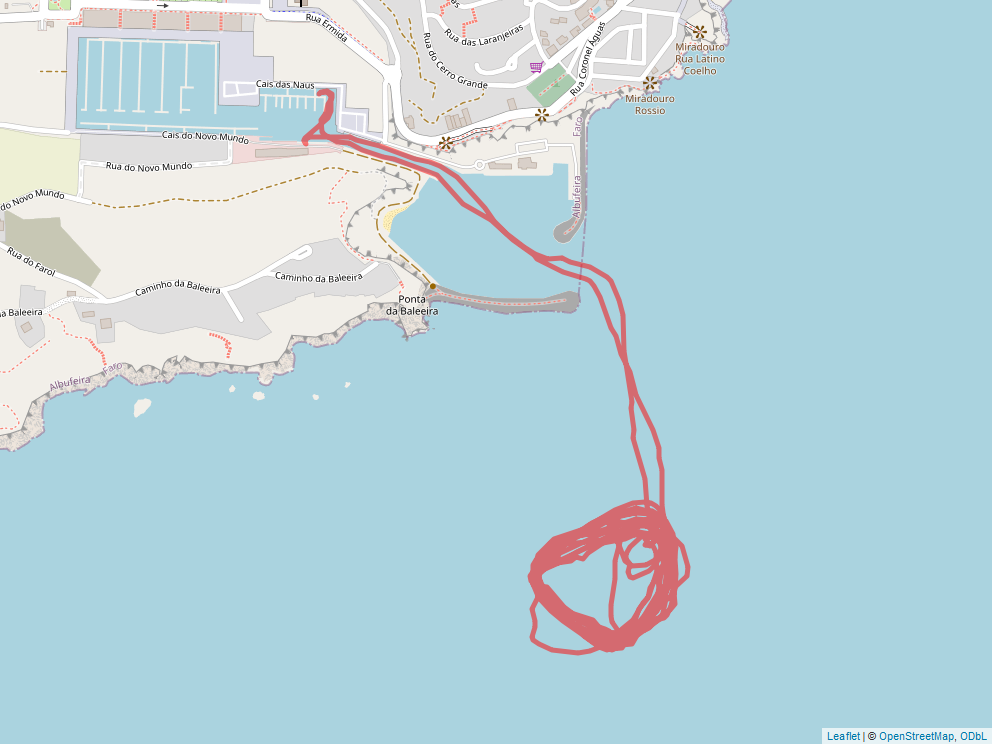 Rua Ermida
Rua das Laranjeiras
Rua do Cerro Grande
Rua Coronel Águas
Miradouro
Rua Latino
Coelho
Miradouro
Rossio
Cais das Naus
Cais do Novo Mundo
Rua do Novo Mundo
do Novo Mundo
Faro
Albufeira
Rua do Farol
Caminho da Baleeira
Caminho da Baleeira
a Baleeira
Ponta
da Baleeira
Albufeira
Faro
Leaflet | © OpenStreetMap, ODbL